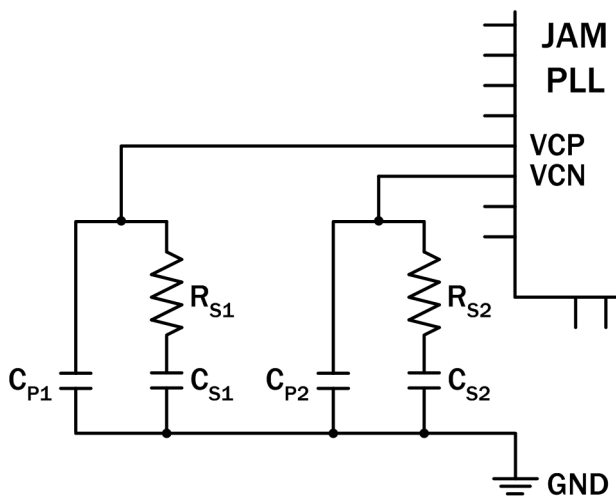 JAM
PLL
VCP
VCN
RS1
RS2
CP1
CS1
CP2
CS2
GND